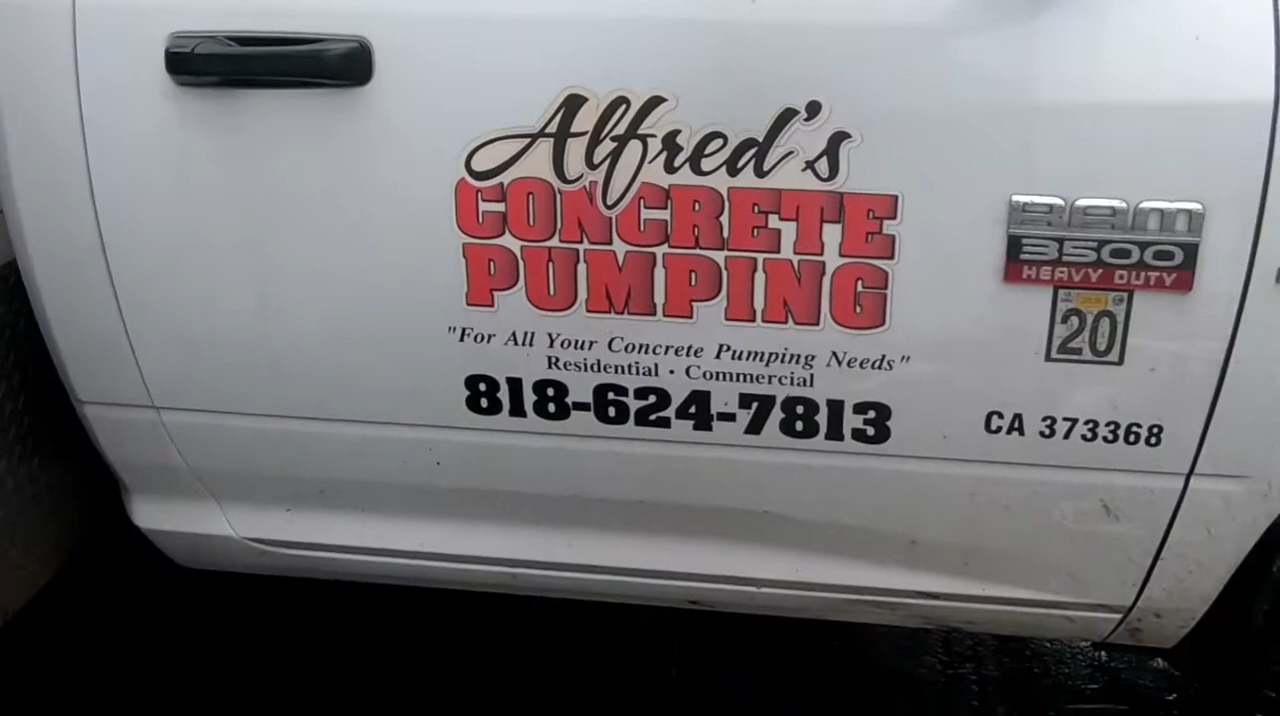 Alfred's
CONCRETE
PUMPING
"For All Your Concrete Pumping Needs"
Residential • Commercial
818-624-7813
RAM
3500
HEAVY DUTY
20
CA 373368